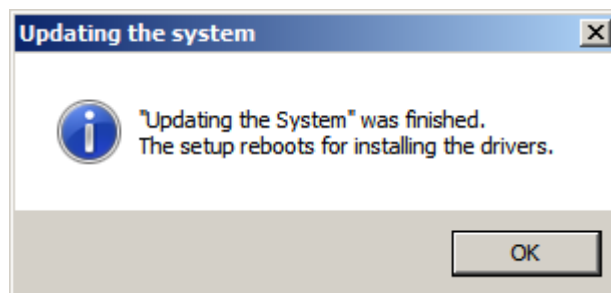 Updating the system
"Updating the System" was finished.
The setup reboots for installing the drivers.
OK